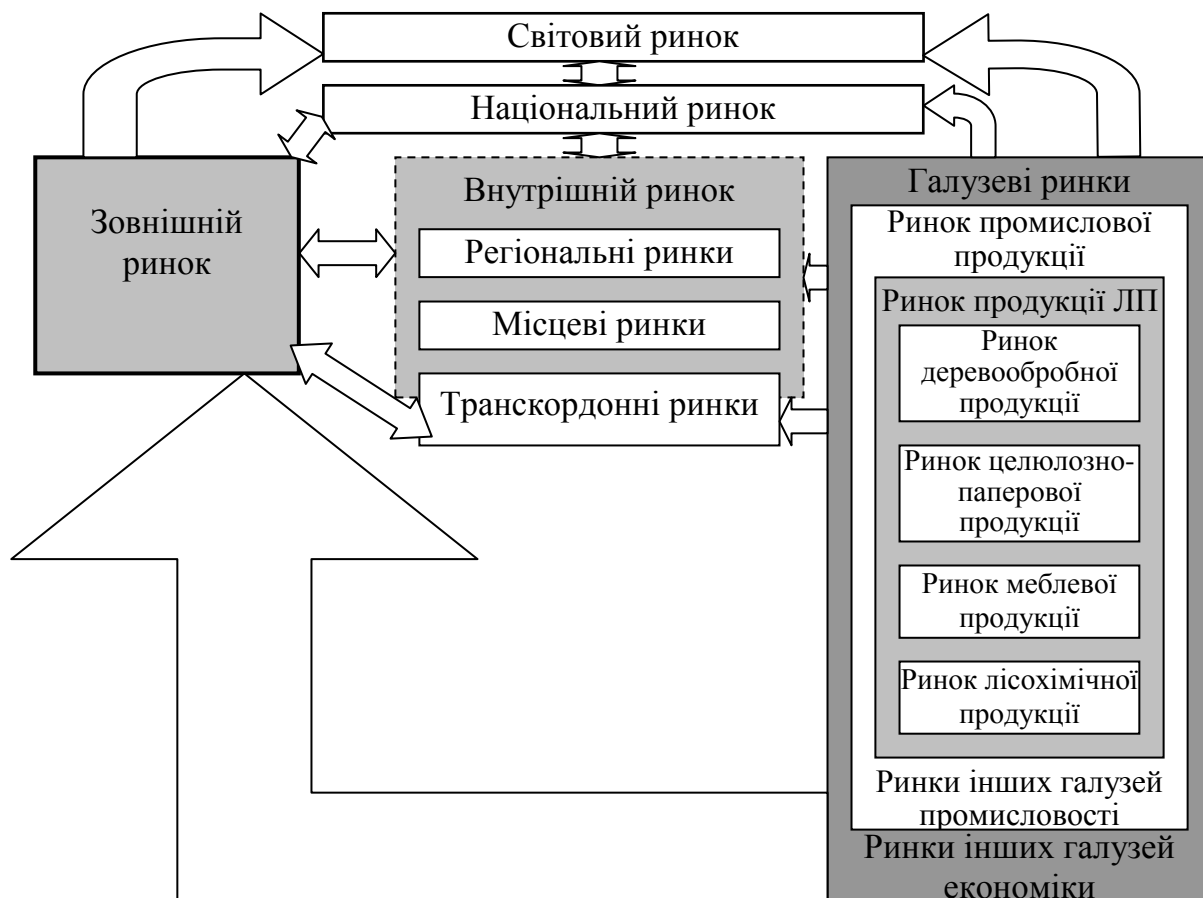 Світовий ринок
Національний ринок
Зовнішній
ринок
Внутрішній ринок
Регіональні ринки
Місцеві ринки
Транскордонні ринки
Галузеві ринки
Ринок промислової
продукції
Ринок продукції ЛП
Ринок
деревообробної
продукції
Ринок целюлозно-
паперової
продукції
Ринок меблевої
продукції
Ринок лісохімічної
продукції
Ринки інших галузей
промисловості
Ринки інших галузей
економіки